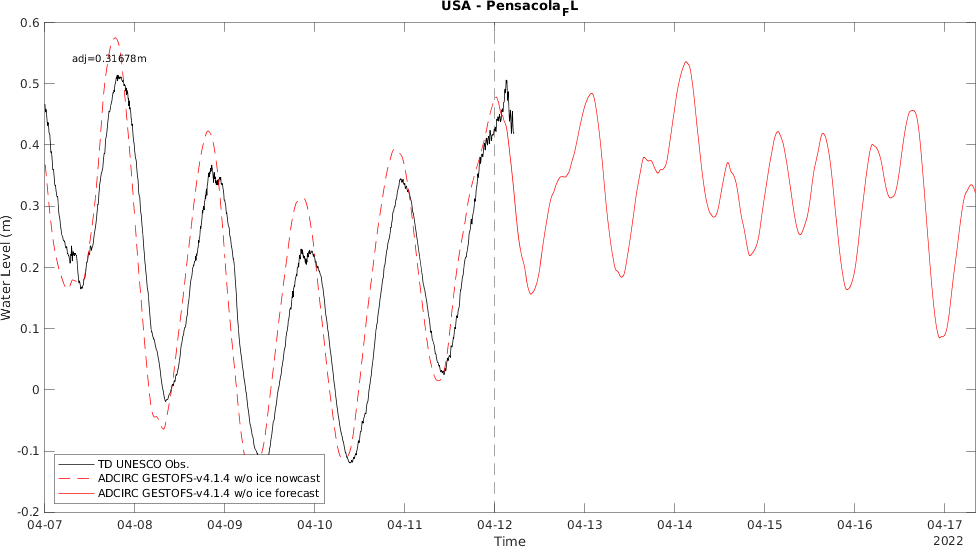 USA - Pensacola_FL
adj=0.31678m
0.6
0.5
0.4
0.3
0.2
0.1
0
-0.1
-0.2
Water Level (m)
TD UNESCO Obs.
ADCIRC GESTOFS-v4.1.4 w/o ice nowcast
ADCIRC GESTOFS-v4.1.4 w/o ice forecast
04-07 04-08 04-09 04-10 04-11 04-12 04-13 04-14 04-15 04-16 04-17
Time
2022